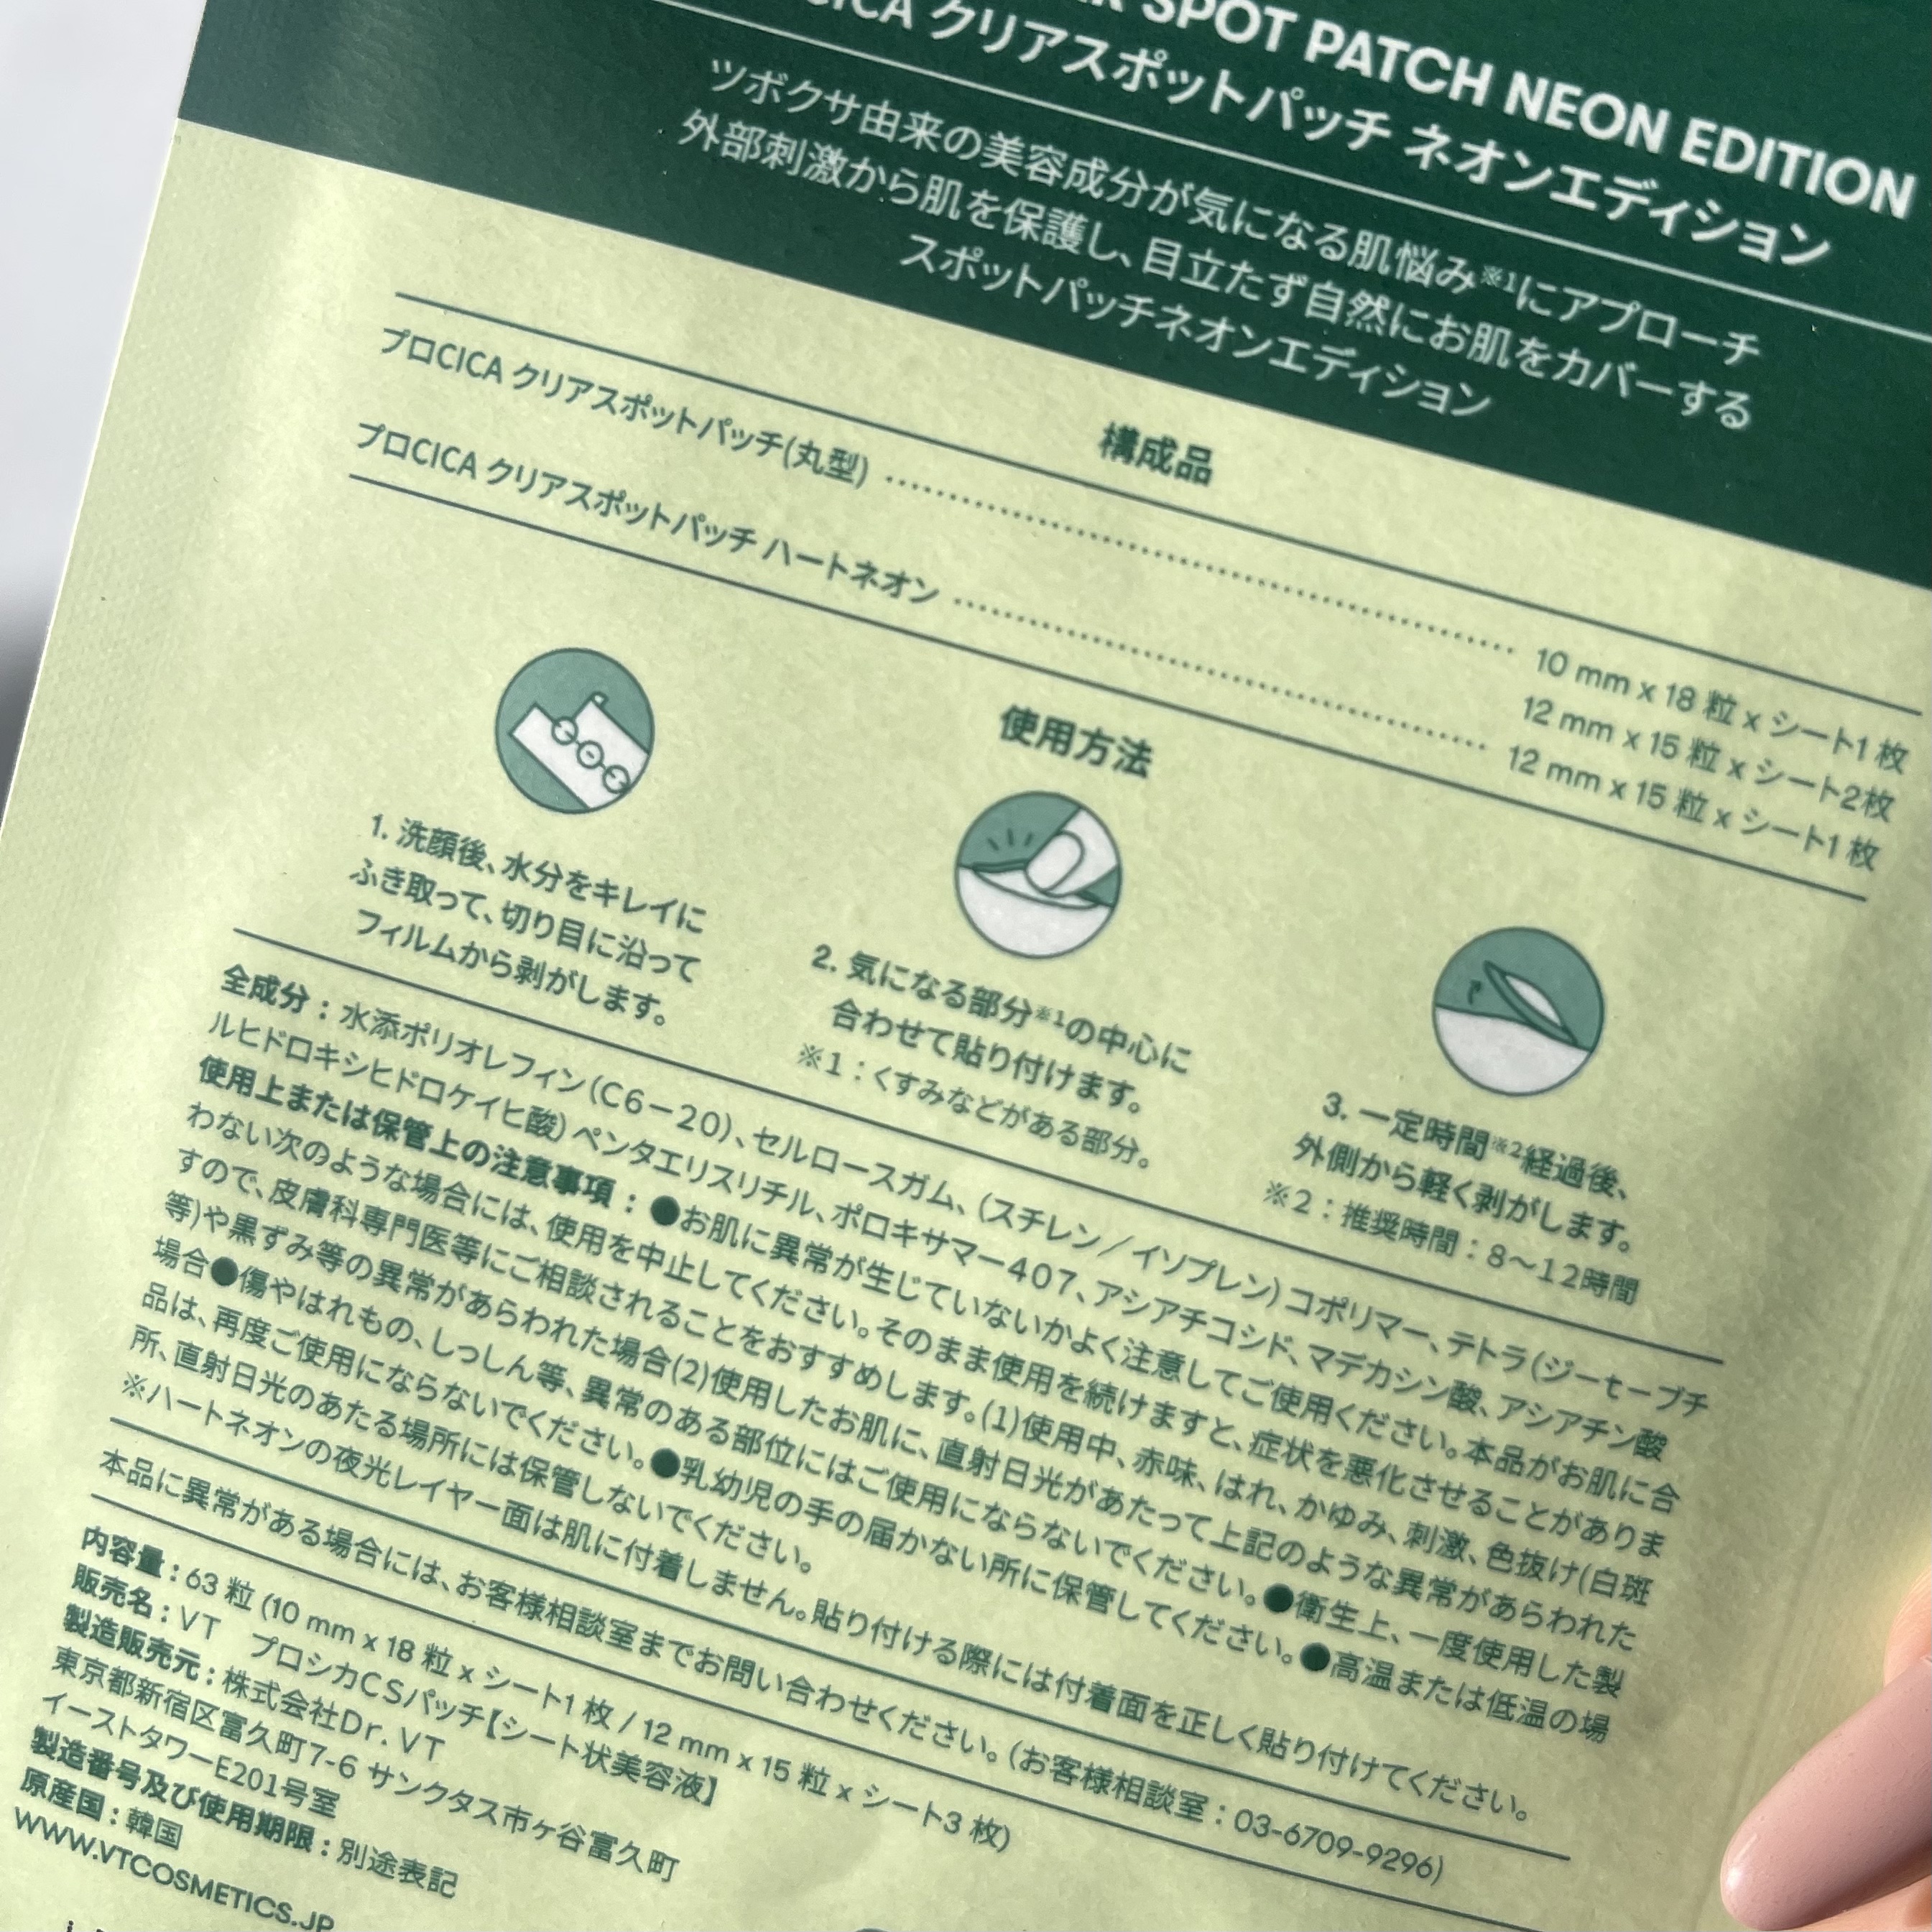 SPOT PATCH NEON EDITION
CICA クリアスポットパッチ ネオンエディション
ツボクサ由来の美容成分が気になる肌悩み※1にアプローチ
外部刺激から肌を保護し、目立たず自然にお肌をカバーする
スポットパッチネオンエディション
構成品
プロCICA クリアスポットパッチ(丸型) 10 mm x 18 粒 x シート1 枚
12 mm x 15 粒 x シート2枚
プロCICA クリアスポットパッチ ハートネオン 12 mm x 15 粒 x シート1 枚
使用方法
1. 洗顔後、水分をキレイに
ふき取って、切り目に沿って
フィルムから剥がします。
2. 気になる部分※1の中心に
合わせて貼り付けます。
※1：くすみなどがある部分。
3. 一定時間※2経過後、
外側から軽く剥がします。
※2：推奨時間：8〜12時間
全成分：水添ポリオレフィン(C6−20)、セルロースガム、(スチレン／イソプレン)コポリマー、テトラ(ジーt−ブチ
ルヒドロキシヒドロケイヒ酸)ペンタエリスリチル、ポロキサマー407、アシアチコシド、マデカシン酸、アシアチン酸
使用上または保管上の注意事項：●お肌に異常が生じていないかよく注意してご使用ください。本品がお肌に合
わない次のような場合には、使用を中止してください。そのまま使用を続けますと、症状を悪化させることがありま
すので、皮膚科専門医等にご相談されることをおすすめします。(1)使用中、赤味、はれ、かゆみ、刺激、色抜け(白斑
等)や黒ずみ等の異常があらわれた場合(2)使用したお肌に、直射日光があたって上記のような異常があらわれた
場合●傷やはれもの、しっしん等、異常のある部位にはご使用にならないでください。●衛生上、一度使用した製
品は、再度ご使用にならないでください。●乳幼児の手の届かない所に保管してください。●高温または低温の場
所、直射日光のあたる場所には保管しないでください。
※ハートネオンの夜光レイヤー面は肌に付着しません。貼り付ける際には付着面を正しく貼り付けてください。
本品に異常がある場合には、お客様相談室までお問い合わせください。(お客様相談室：03-6709-9296)
内容量：63 粒 (10 mm x 18 粒 x シート1 枚 / 12 mm x 15 粒 x シート3 枚)
販売名：VT プロシカCSパッチ【シート状美容液】
製造販売元：株式会社Dr. VT
東京都新宿区富久町7-6 サンクタス市ヶ谷富久町
イーストタワーE201号室
製造番号及び使用期限：別途表記
原産国：韓国
WWW.VTCOSMETICS.JP